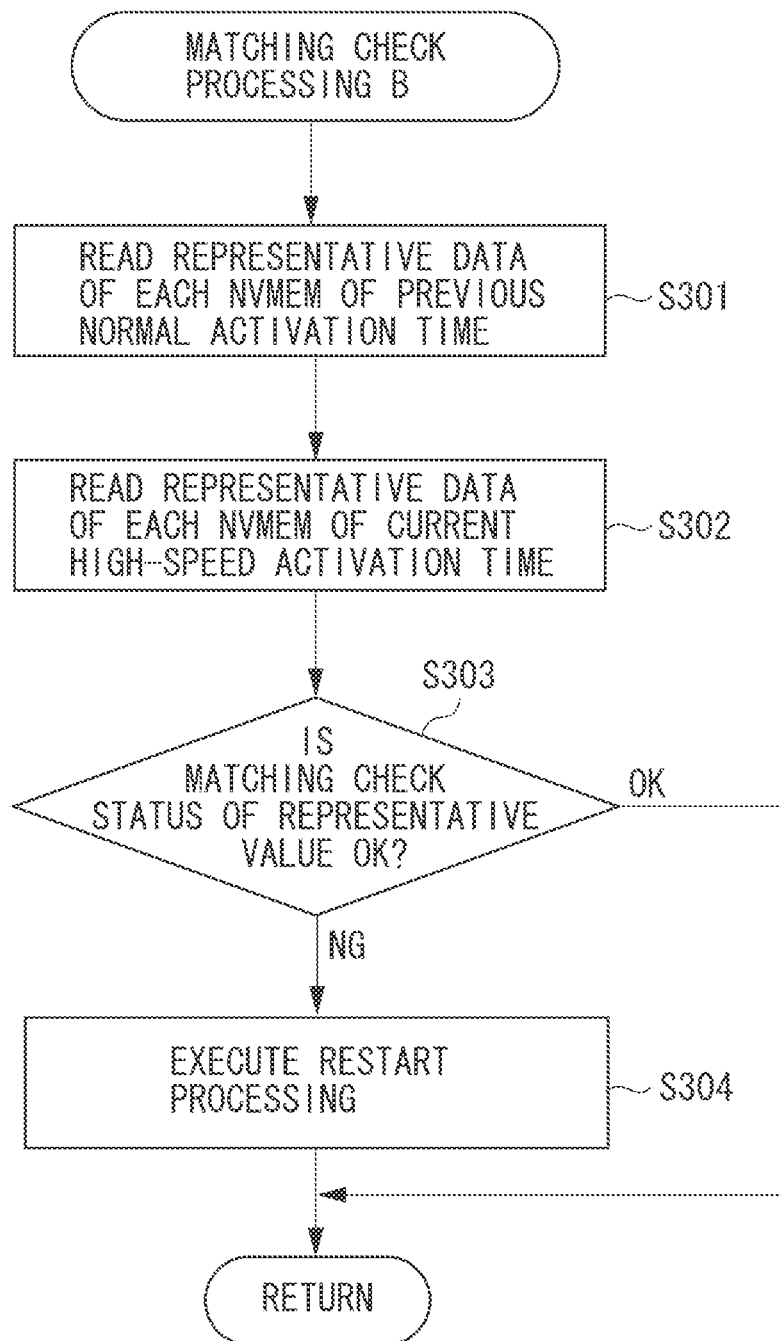 MATCHING CHECK
PROCESSING B
READ REPRESENTATIVE DATA
OF EACH NVMEM OF PREVIOUS
NORMAL ACTIVATION TIME
S301
READ REPRESENTATIVE DATA
OF EACH NVMEM OF CURRENT
HIGH-SPEED ACTIVATION TIME
S302
S303
IS
MATCHING CHECK
STATUS OF REPRESENTATIVE
VALUE OK?
OK
NG
EXECUTE RESTART
PROCESSING
S304
RETURN